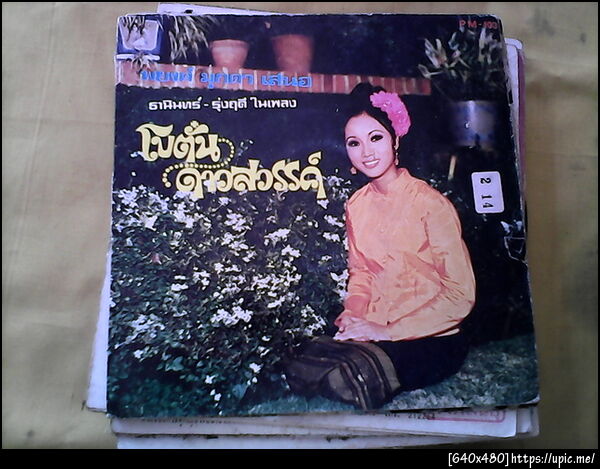 PM-103
พยงค์ มุกดา เสนอ
ธานินทร์ - รุ่งฤดี ในเพลง
โบตั๋น
ดาวสวรรค์
2 14
[640x480]https://upic.me/